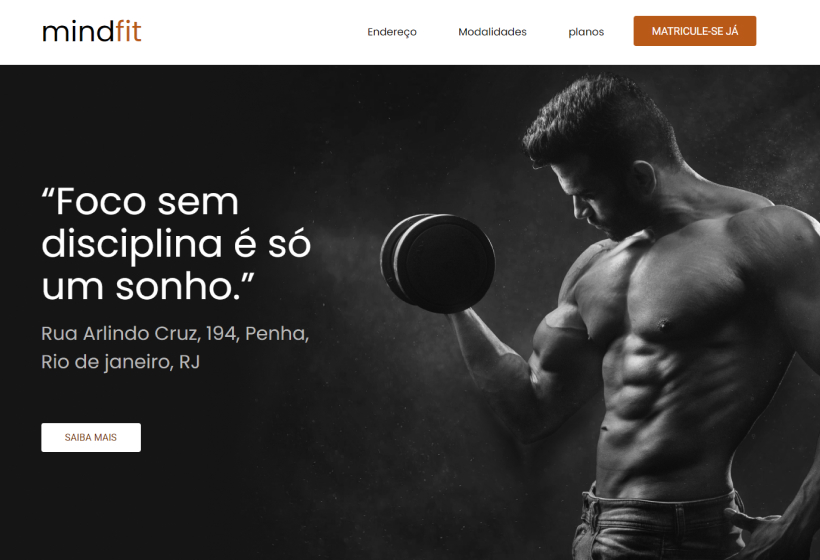 mindfit
Endereço
Modalidades
planos
MATRICULE-SE JÁ
“Foco sem
disciplina é só
um sonho.”
Rua Arlindo Cruz, 194, Penha,
Rio de janeiro, RJ
SAIBA MAIS